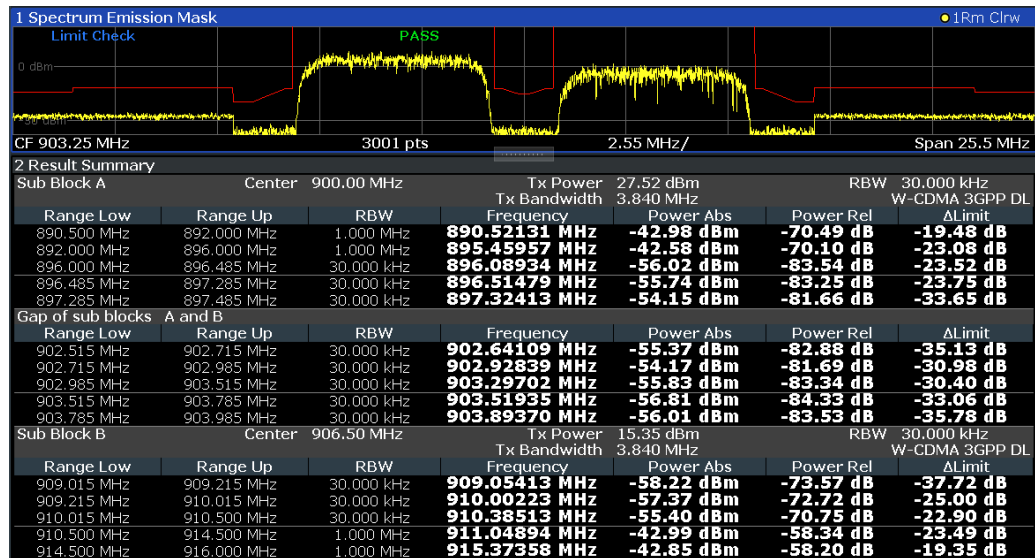 1 Spectrum Emission Mask 1Rm Clrw
Limit Check PASS
0 dBm
CF 903.25 MHz 3001 pts 2.55 MHz/ Span 25.5 MHz
2 Result Summary
Sub Block A Center 900.00 MHz Tx Power 27.52 dBm RBW 30.000 kHz
Tx Bandwidth 3.840 MHz W-CDMA 3GPP DL
Range Low Range Up RBW Frequency Power Abs Power Rel ΔLimit
890.500 MHz 892.000 MHz 1.000 MHz 890.52131 MHz -42.98 dBm -70.49 dB -19.48 dB
892.000 MHz 896.000 MHz 1.000 MHz 895.45957 MHz -42.58 dBm -70.10 dB -23.08 dB
896.000 MHz 896.485 MHz 30.000 kHz 896.08934 MHz -56.02 dBm -83.54 dB -23.52 dB
896.485 MHz 897.285 MHz 30.000 kHz 896.51479 MHz -55.74 dBm -83.25 dB -23.75 dB
897.285 MHz 897.485 MHz 30.000 kHz 897.32413 MHz -54.15 dBm -81.66 dB -33.65 dB
Gap of sub blocks A and B
Range Low Range Up RBW Frequency Power Abs Power Rel ΔLimit
902.515 MHz 902.715 MHz 30.000 kHz 902.64109 MHz -55.37 dBm -82.88 dB -35.13 dB
902.715 MHz 902.985 MHz 30.000 kHz 902.92839 MHz -54.17 dBm -81.69 dB -30.98 dB
902.985 MHz 903.515 MHz 30.000 kHz 903.29702 MHz -55.83 dBm -83.34 dB -30.40 dB
903.515 MHz 903.785 MHz 30.000 kHz 903.51935 MHz -56.81 dBm -84.33 dB -33.06 dB
903.785 MHz 903.985 MHz 30.000 kHz 903.89370 MHz -56.01 dBm -83.53 dB -35.78 dB
Sub Block B Center 906.50 MHz Tx Power 15.35 dBm RBW 30.000 kHz
Tx Bandwidth 3.840 MHz W-CDMA 3GPP DL
Range Low Range Up RBW Frequency Power Abs Power Rel ΔLimit
909.015 MHz 909.215 MHz 30.000 kHz 909.05413 MHz -58.22 dBm -73.57 dB -37.72 dB
909.215 MHz 910.015 MHz 30.000 kHz 910.00223 MHz -57.37 dBm -72.72 dB -25.00 dB
910.015 MHz 910.500 MHz 30.000 kHz 910.38513 MHz -55.40 dBm -70.75 dB -22.90 dB
910.500 MHz 914.500 MHz 1.000 MHz 911.04894 MHz -42.99 dBm -58.34 dB -23.49 dB
914.500 MHz 916.000 MHz 1.000 MHz 915.37358 MHz -42.85 dBm -58.20 dB -19.35 dB